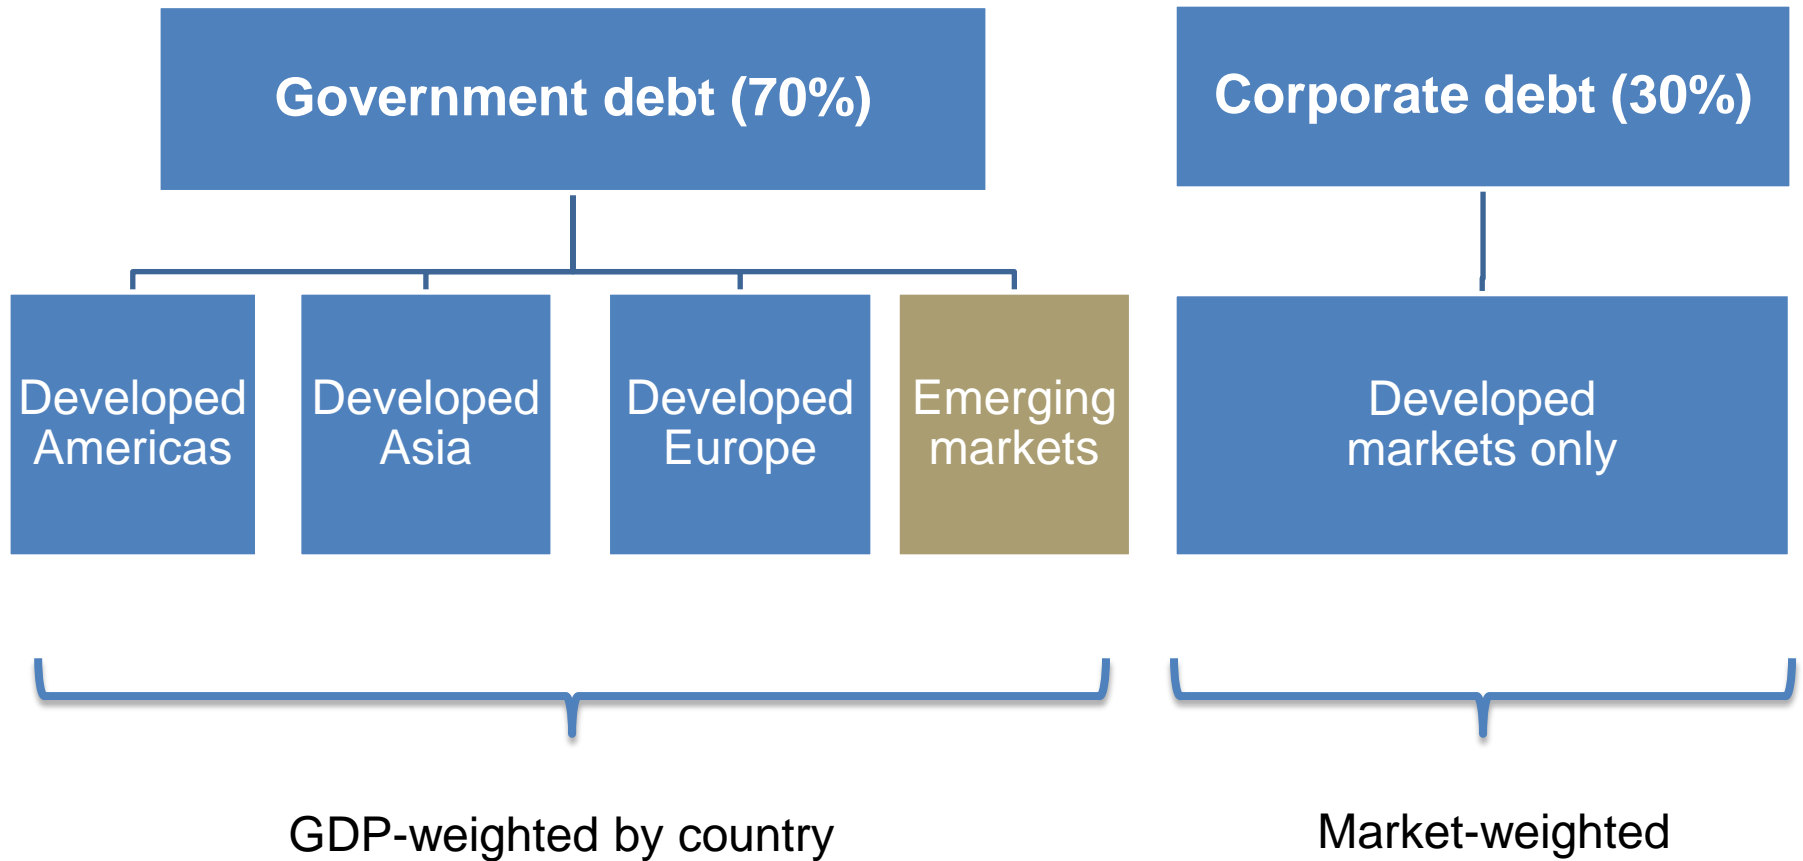 Government debt (70%)
Corporate debt (30%)
Developed
Americas
Developed
Asia
Developed
Europe
Emerging
markets
Developed
markets only
GDP-weighted by country
Market-weighted